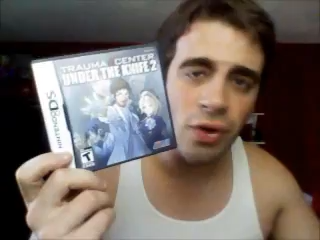 TRAUMA CENTER
UNDER THE KNIFE 2
NINTENDO DS
T